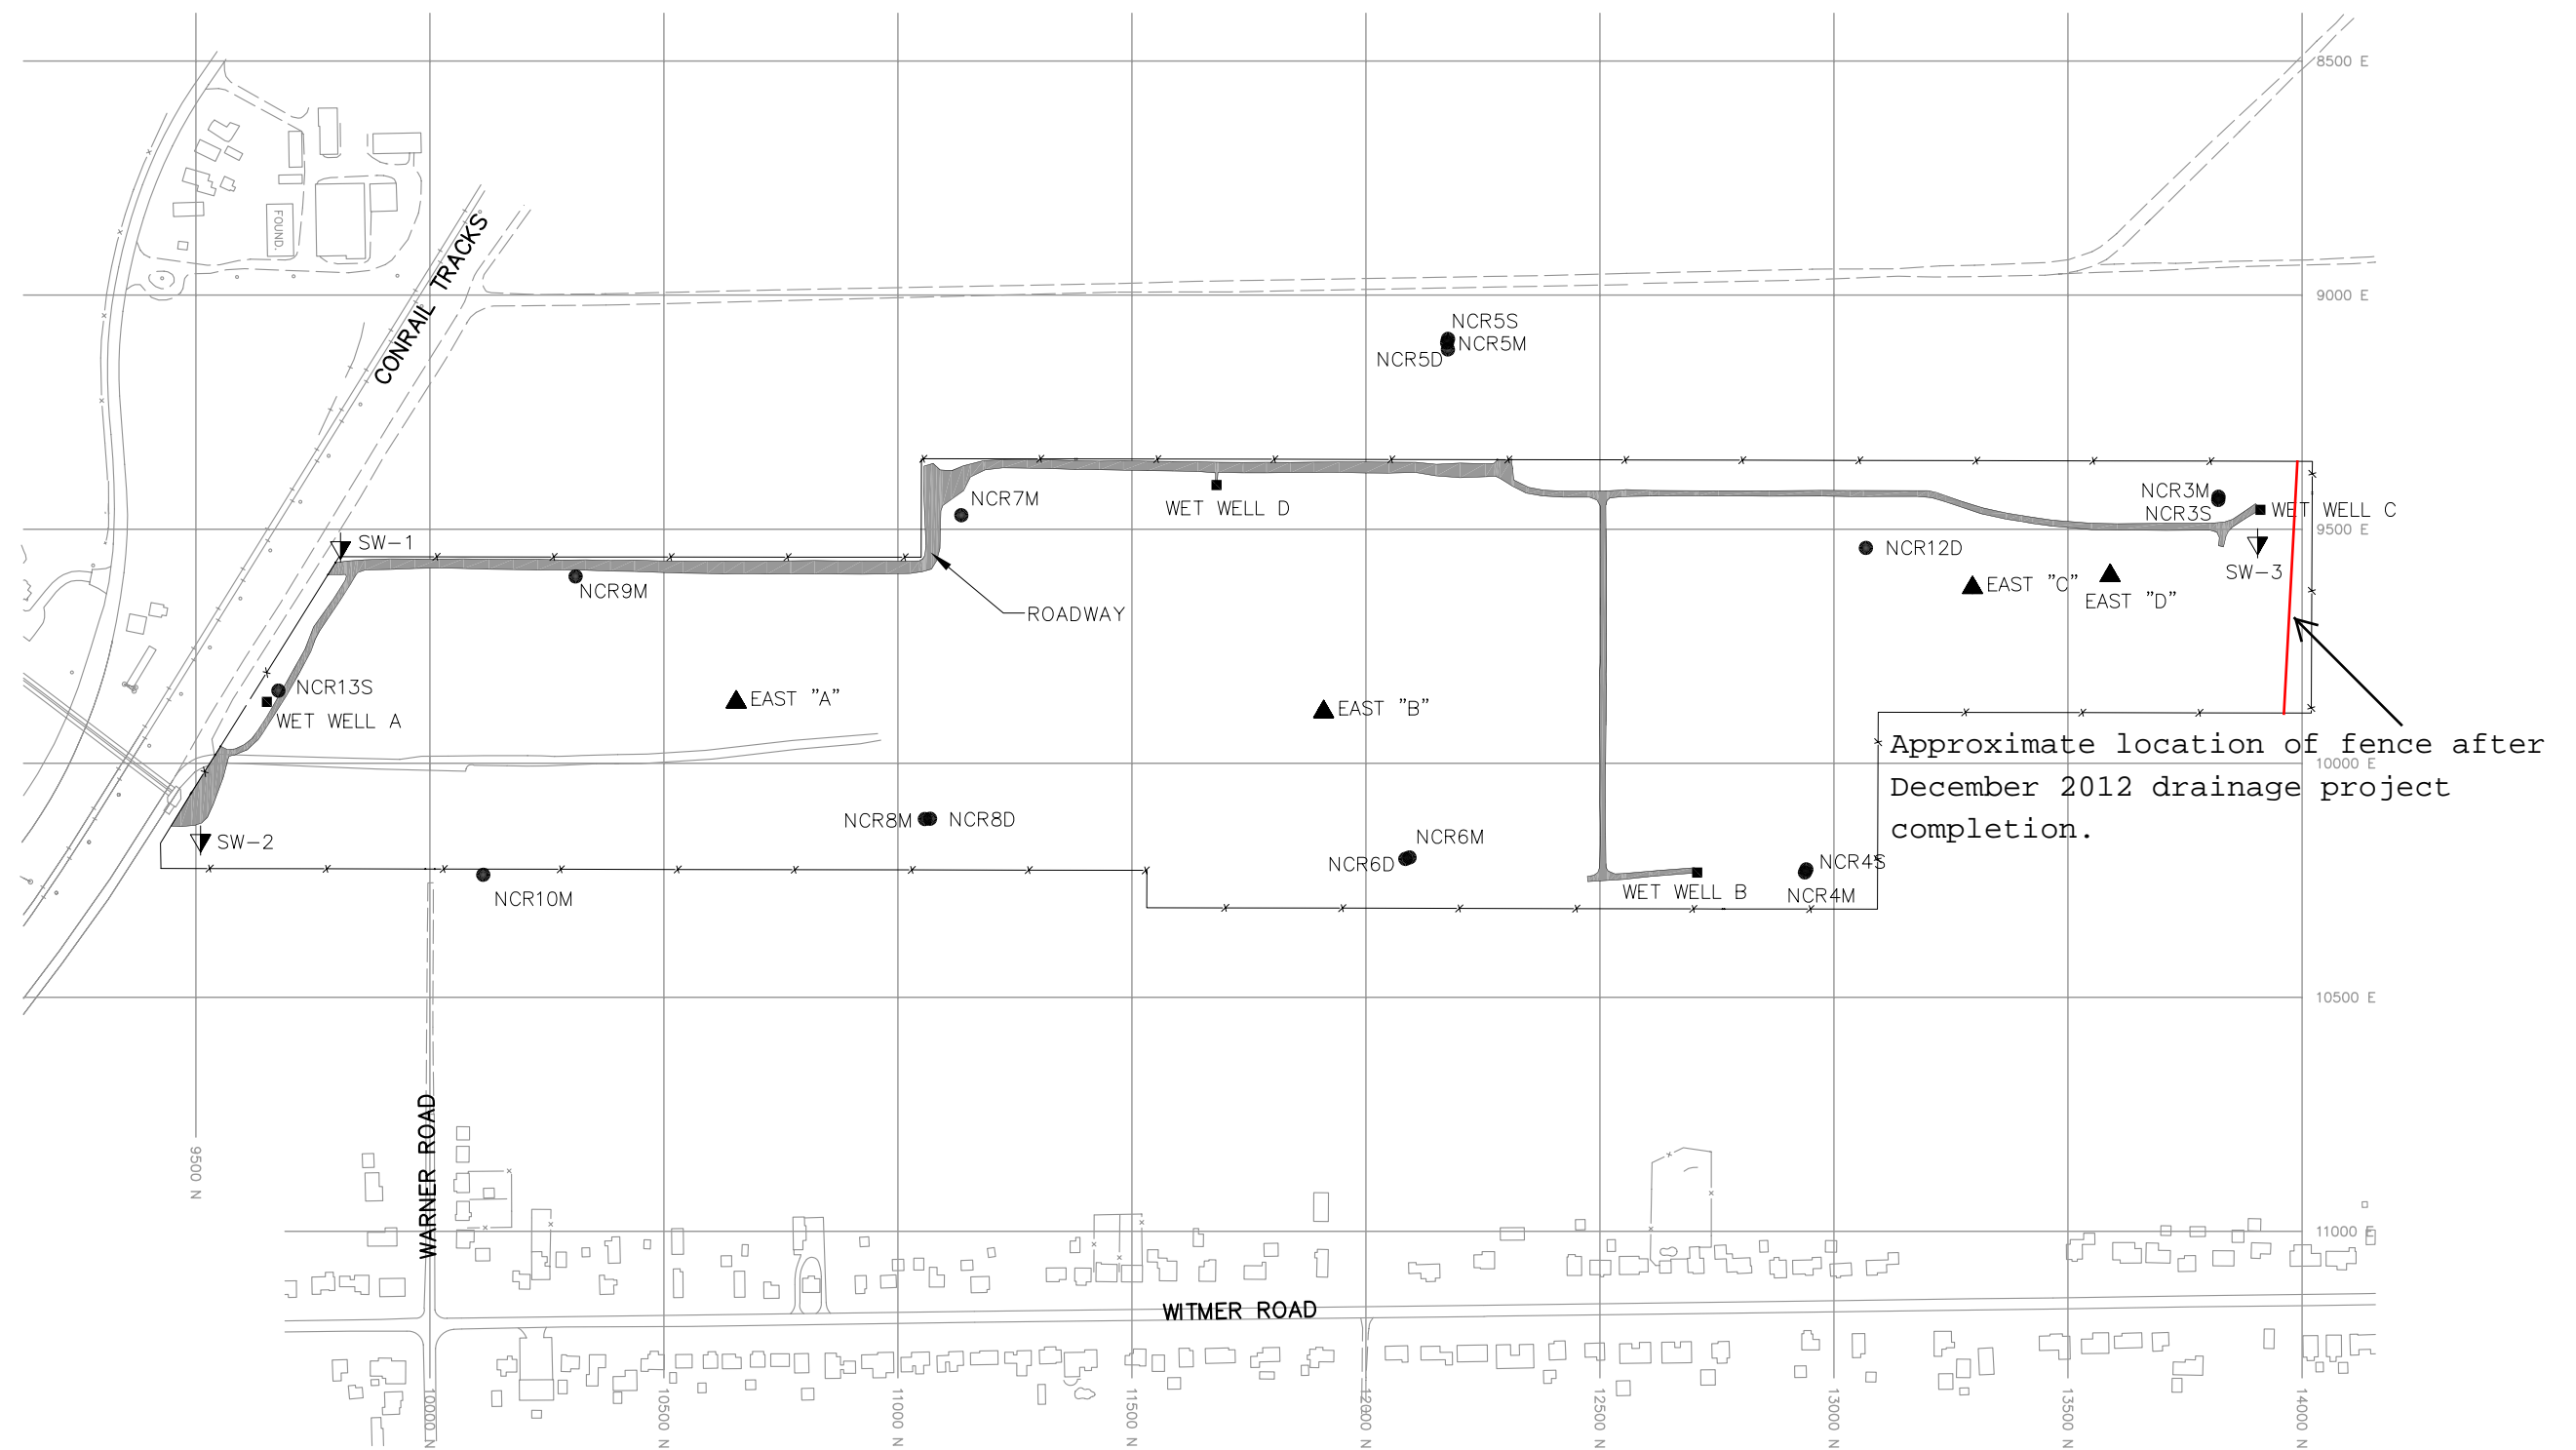 8500 E
FOUND.
CONRAIL TRACKS
9000 E
NCR5S
NCR5M
NCR5D
NCR7M
WET WELL D
NCR3M
NCR3S
WET WELL C
9500 E
SW-1
NCR12D
SW-3
NCR9M
EAST "C"
EAST "D"
ROADWAY
NCR13S
WET WELL A
EAST "A"
EAST "B"
Approximate location of fence after
10000 E
December 2012 drainage project
completion.
NCR8M
NCR8D
SW-2
NCR6M
NCR6D
NCR4S
WET WELL B
NCR4M
NCR10M
10500 E
9500 N
WARNER ROAD
11000 E
WITMER ROAD
10000 N
10500 N
11000 N
11500 N
12000 N
12500 N
13000 N
13500 N
14000 N